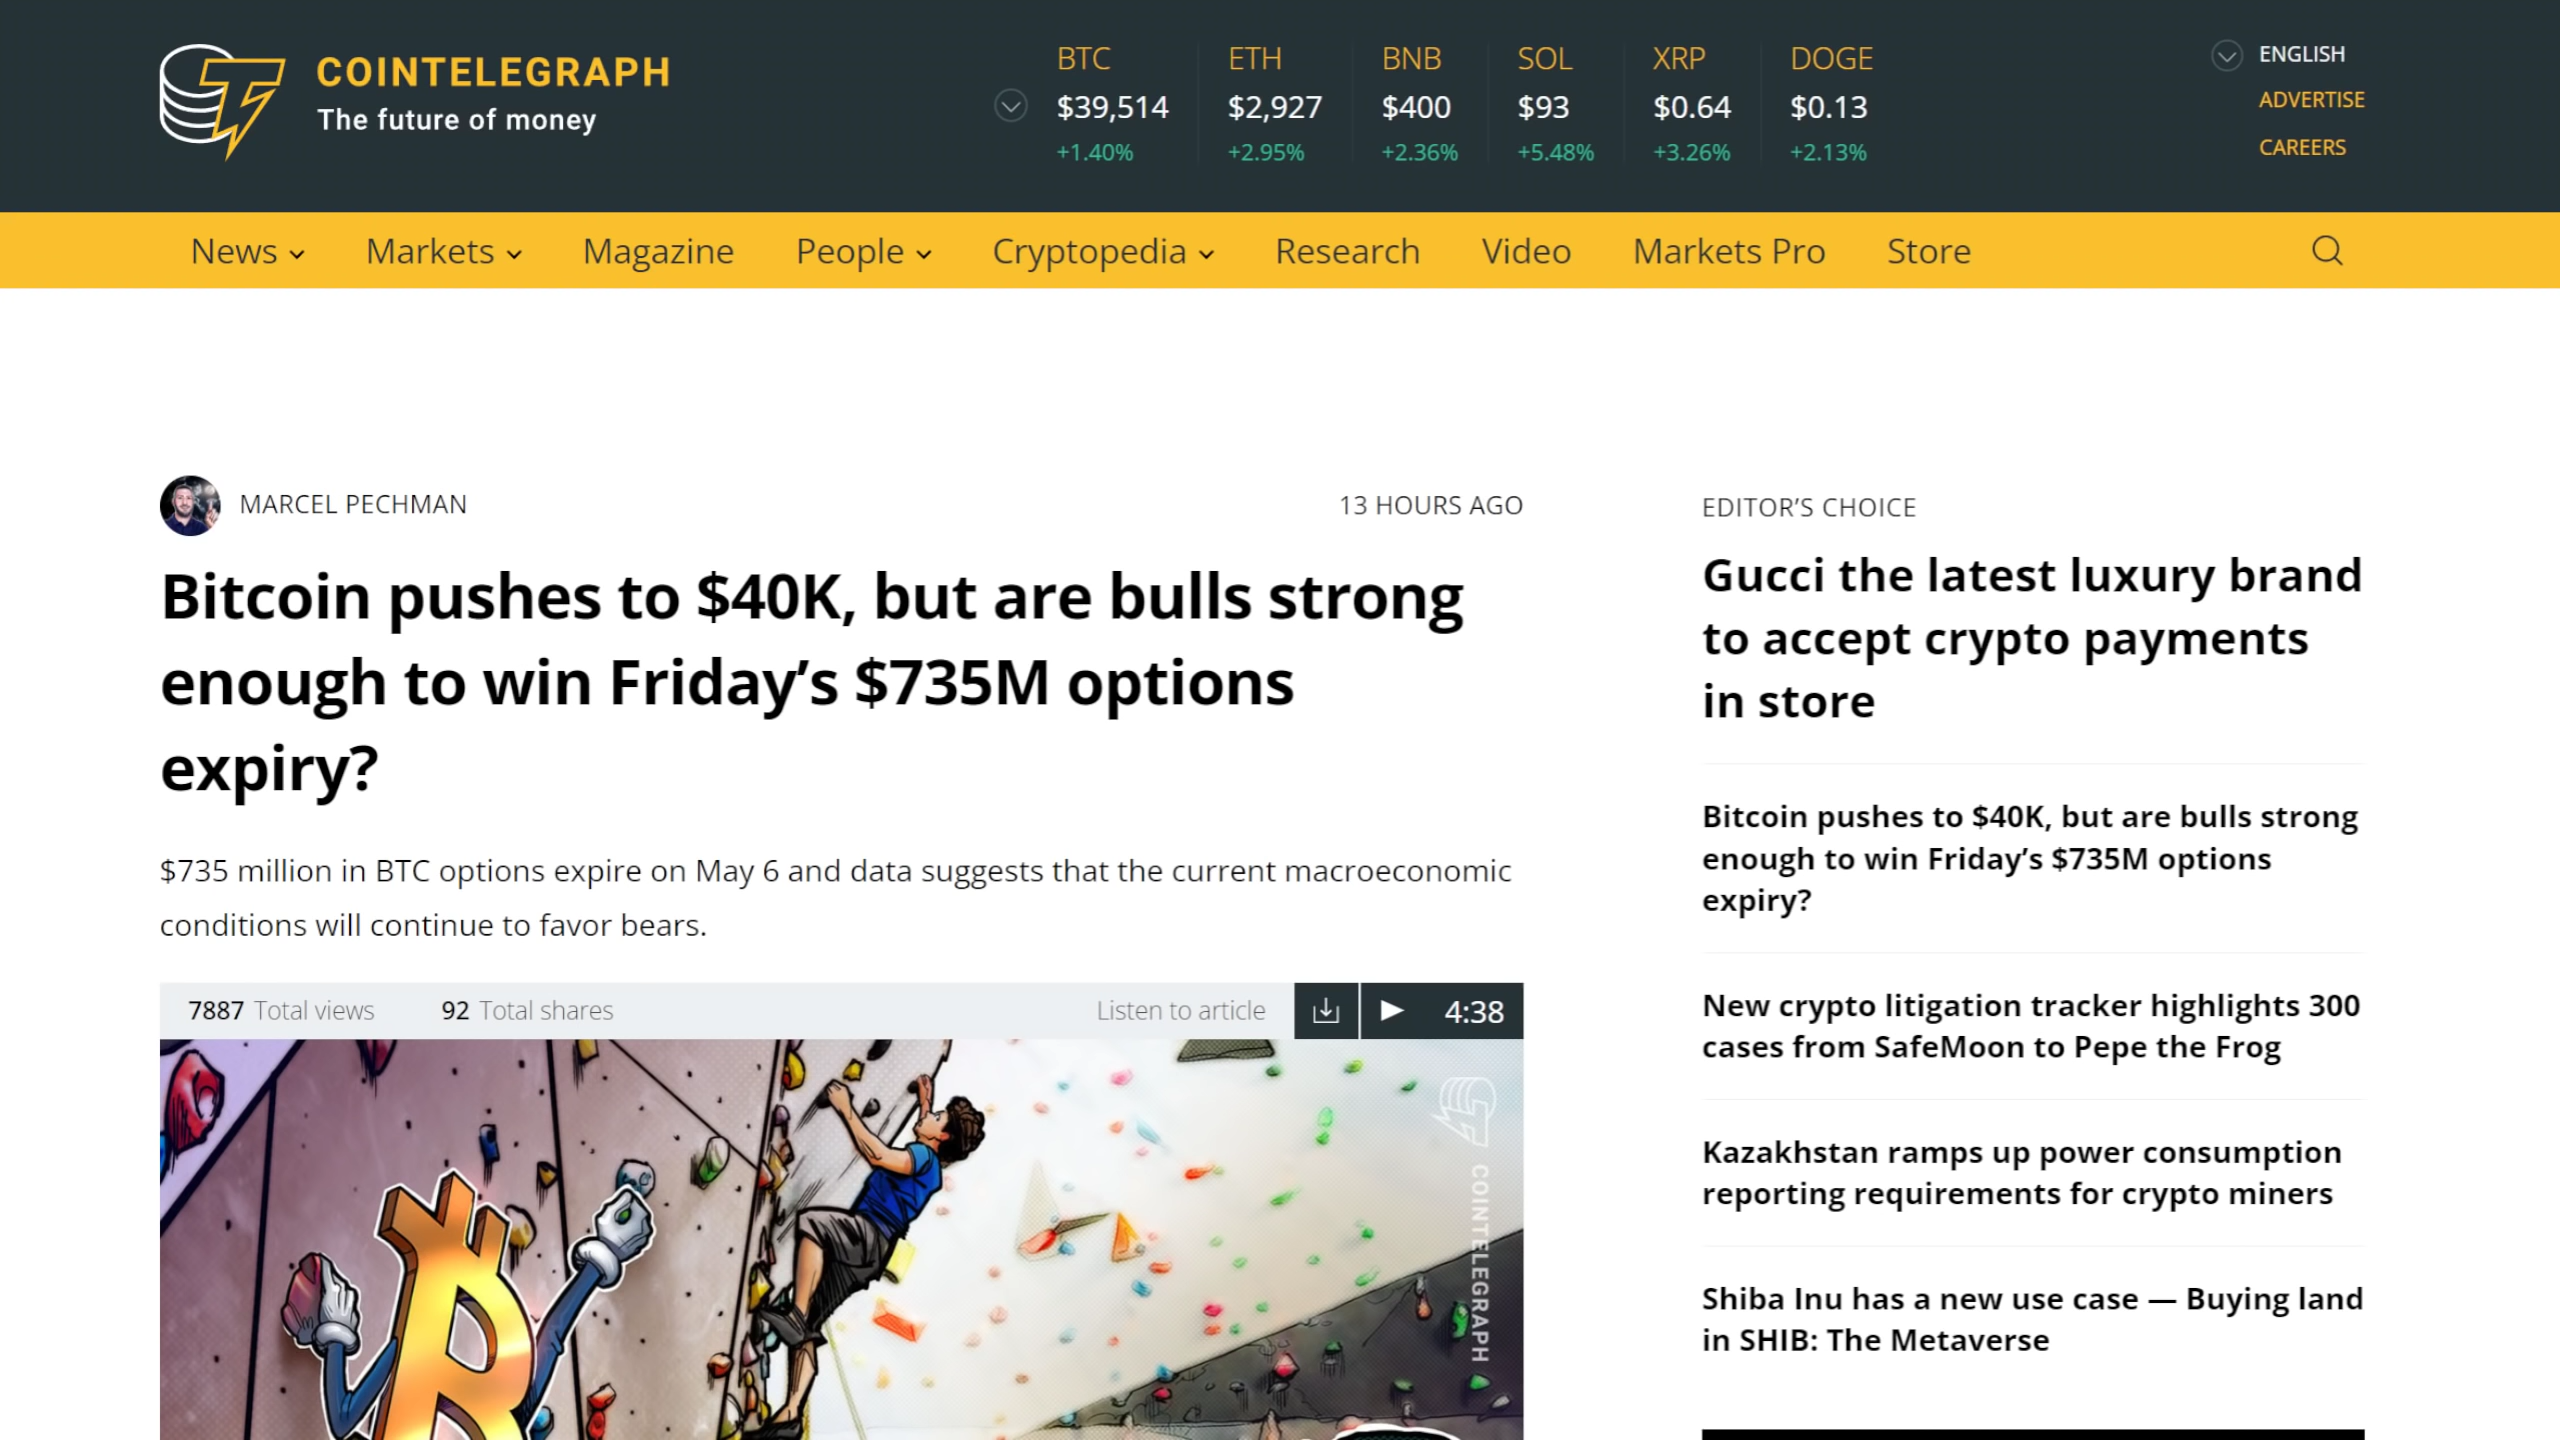 COINTELEGRAPH
The future of money
BTC
$39,514
+1.40%
ETH
$2,927
+2.95%
BNB
$400
+2.36%
SOL
$93
+5.48%
XRP
$0.64
+3.26%
DOGE
$0.13
+2.13%
ENGLISH
ADVERTISE
CAREERS
News Markets Magazine People Cryptopedia Research Video Markets Pro Store
MARCEL PECHMAN
13 HOURS AGO
Bitcoin pushes to $40K, but are bulls strong
enough to win Friday’s $735M options
expiry?
$735 million in BTC options expire on May 6 and data suggests that the current macroeconomic
conditions will continue to favor bears.
7887 Total views 92 Total shares Listen to article 4:38
COINTELEGRAPH
EDITOR’S CHOICE
Gucci the latest luxury brand
to accept crypto payments
in store
Bitcoin pushes to $40K, but are bulls strong
enough to win Friday’s $735M options
expiry?
New crypto litigation tracker highlights 300
cases from SafeMoon to Pepe the Frog
Kazakhstan ramps up power consumption
reporting requirements for crypto miners
Shiba Inu has a new use case — Buying land
in SHIB: The Metaverse